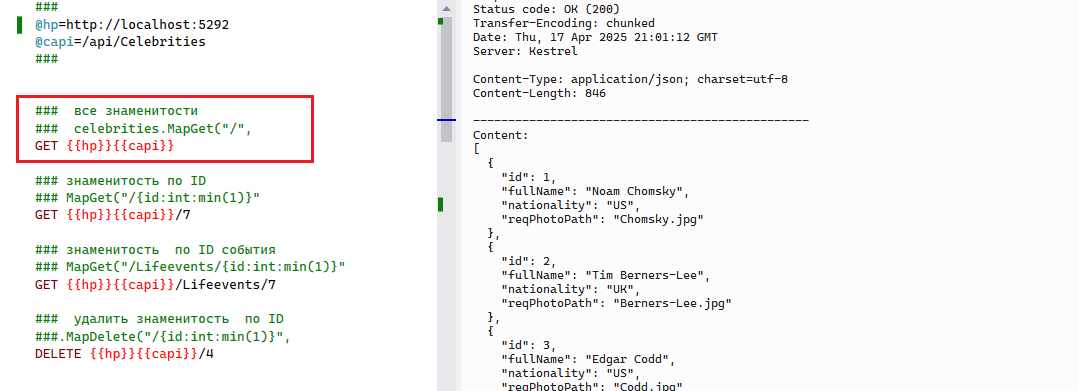 ###
@hp=http://localhost:5292
@capi=/api/Celebrities
###
###  все знаменитости
###  celebrities.MapGet("/",
GET {{hp}}{{capi}}
### знаменитость по ID
### MapGet("/{id:int:min(1)}"
GET {{hp}}{{capi}}/7
### знаменитость  по ID события
### MapGet("/Lifeevents/{id:int:min(1)}"
GET {{hp}}{{capi}}/Lifeevents/7
###  удалить знаменитость  по ID
###.MapDelete("/{id:int:min(1)}",
DELETE {{hp}}{{capi}}/4
Status code: OK (200)
Transfer-Encoding: chunked
Date: Thu, 17 Apr 2025 21:01:12 GMT
Server: Kestrel
Content-Type: application/json; charset=utf-8
Content-Length: 846
------------------------------------------------
Content:
[
  {
    "id": 1,
    "fullName": "Noam Chomsky",
    "nationality": "US",
    "reqPhotoPath": "Chomsky.jpg"
  },
  {
    "id": 2,
    "fullName": "Tim Berners-Lee",
    "nationality": "UK",
    "reqPhotoPath": "Berners-Lee.jpg"
  },
  {
    "id": 3,
    "fullName": "Edgar Codd",
    "nationality": "US",
    "reqPhotoPath": "Codd.jpg"